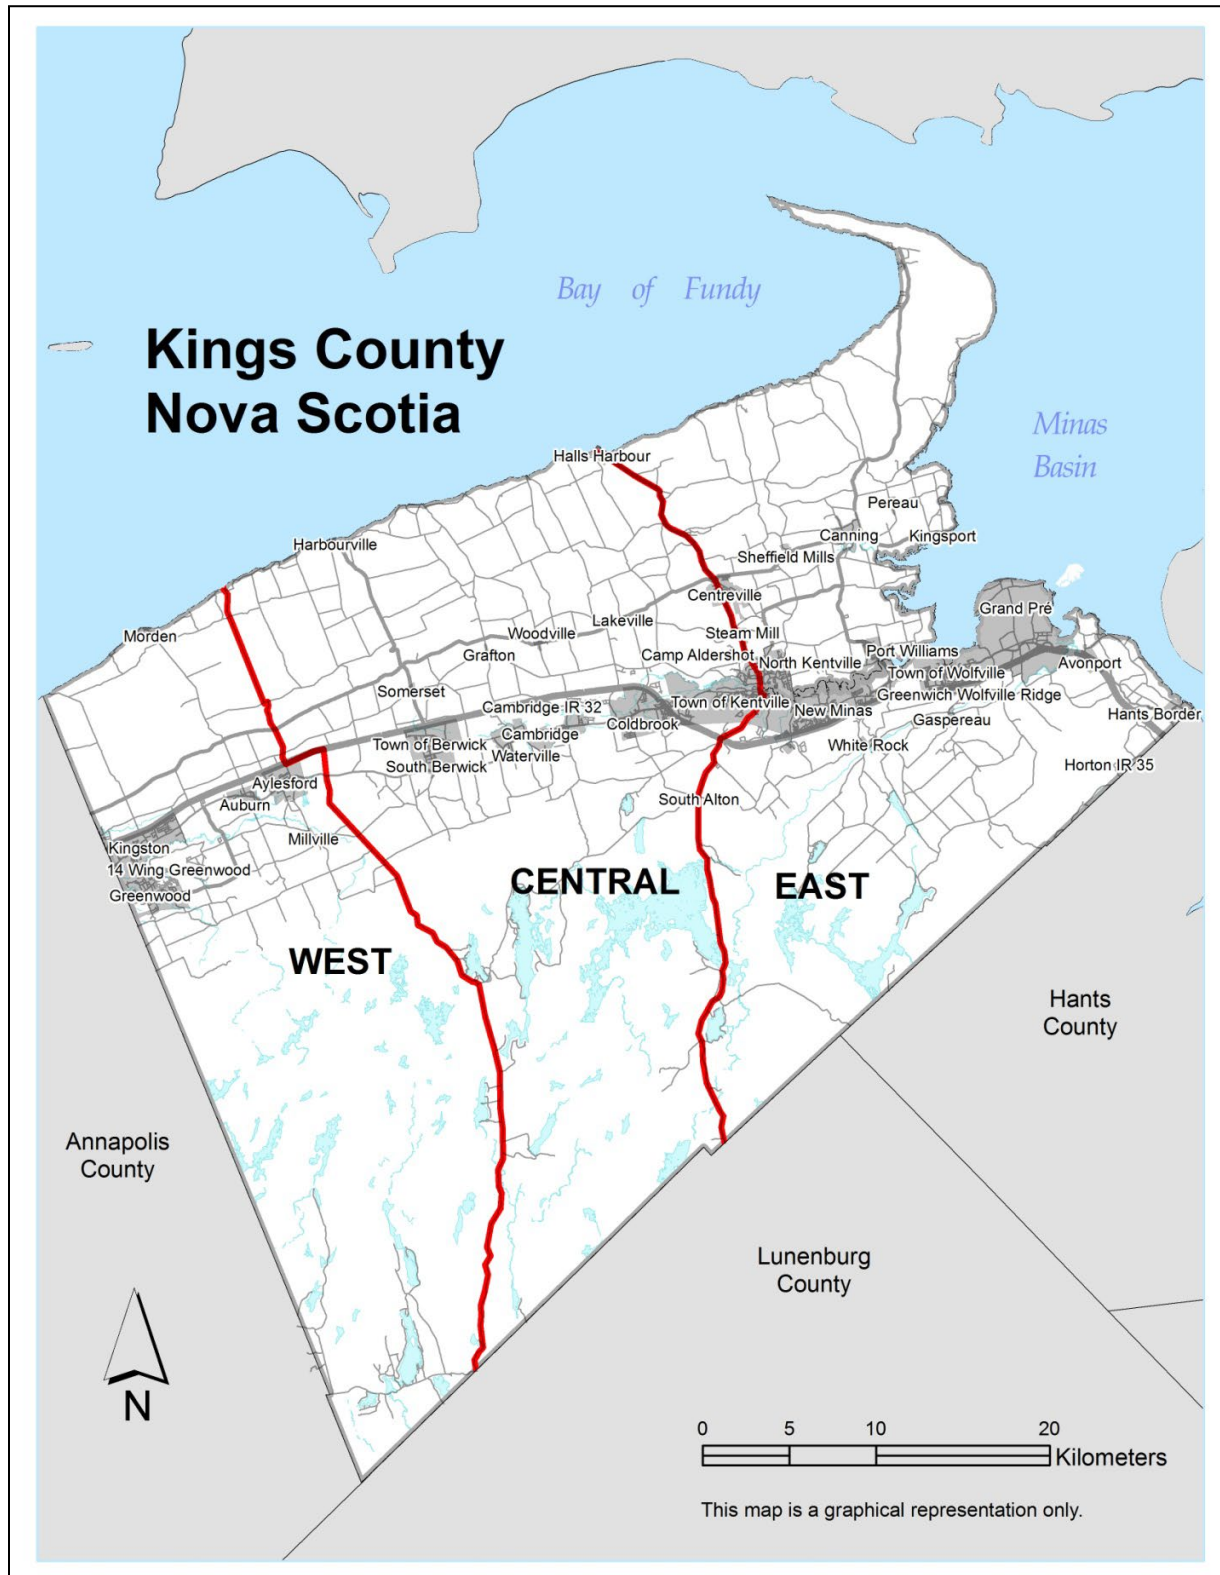 Bay of Fundy
Kings County
Nova Scotia
Minas
Basin
Halls Harbour
Pereau
Canning
Kingsport
Harbourville
Sheffield Mills
Centreville
Grand Pré
Lakeville
Morden
Woodville
Steam Mill
Grafton
Camp Aldershot
North Kentville
Port Williams
Avonport
Town of Wolfville
Somerset
Greenwich Wolfville Ridge
Cambridge IR 32
Town of Kentville
New Minas
Hants Border
Gaspereau
Coldbrook
Cambridge
Town of Berwick
White Rock
Waterville
South Berwick
Horton IR 35
Aylesford
South Alton
Auburn
Millville
Kingston
14 Wing Greenwood
Greenwood
CENTRAL
EAST
WEST
Hants
County
Annapolis
County
Lunenburg
County
N
0 5 10 20
Kilometers
This map is a graphical representation only.